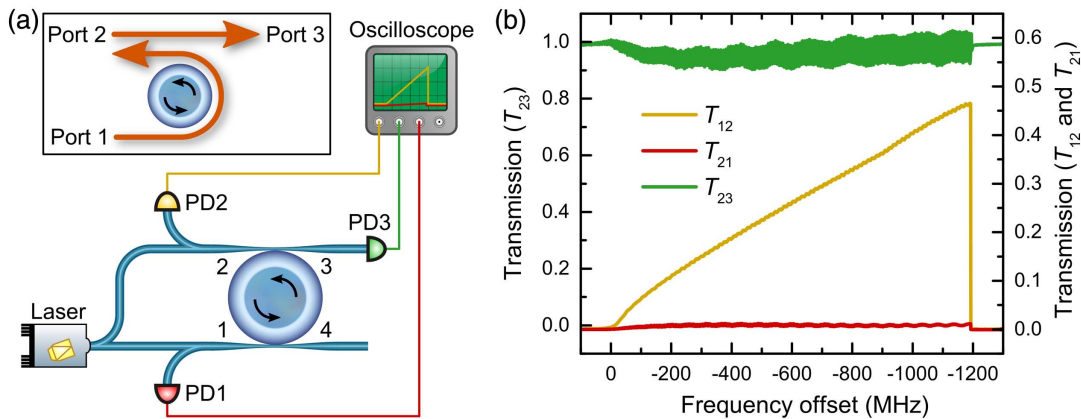 (a)
Port 2
Port 3
Port 1
Oscilloscope
PD2
PD3
2
3
1
4
Laser
PD1
(b)
Transmission (T23)
1.0
0.8
0.6
0.4
0.2
0.0
T12
T21
T23
0.6
0.5
0.4
0.3
0.2
0.1
0.0
Transmission (T12 and T21)
0 -200 -400 -600 -800 -1000 -1200
Frequency offset (MHz)